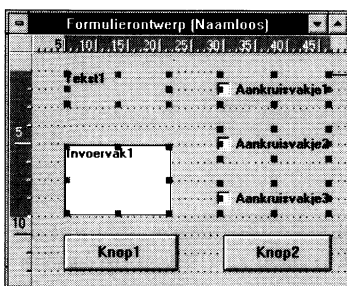 Formulierontwerp (Naamloos)
5 10 15 20 25 30 35 40 45
Tekst1
Aankruisvakje1
5
Aankruisvakje2
Invoervak1
Aankruisvakje3
10
Knop1 Knop2